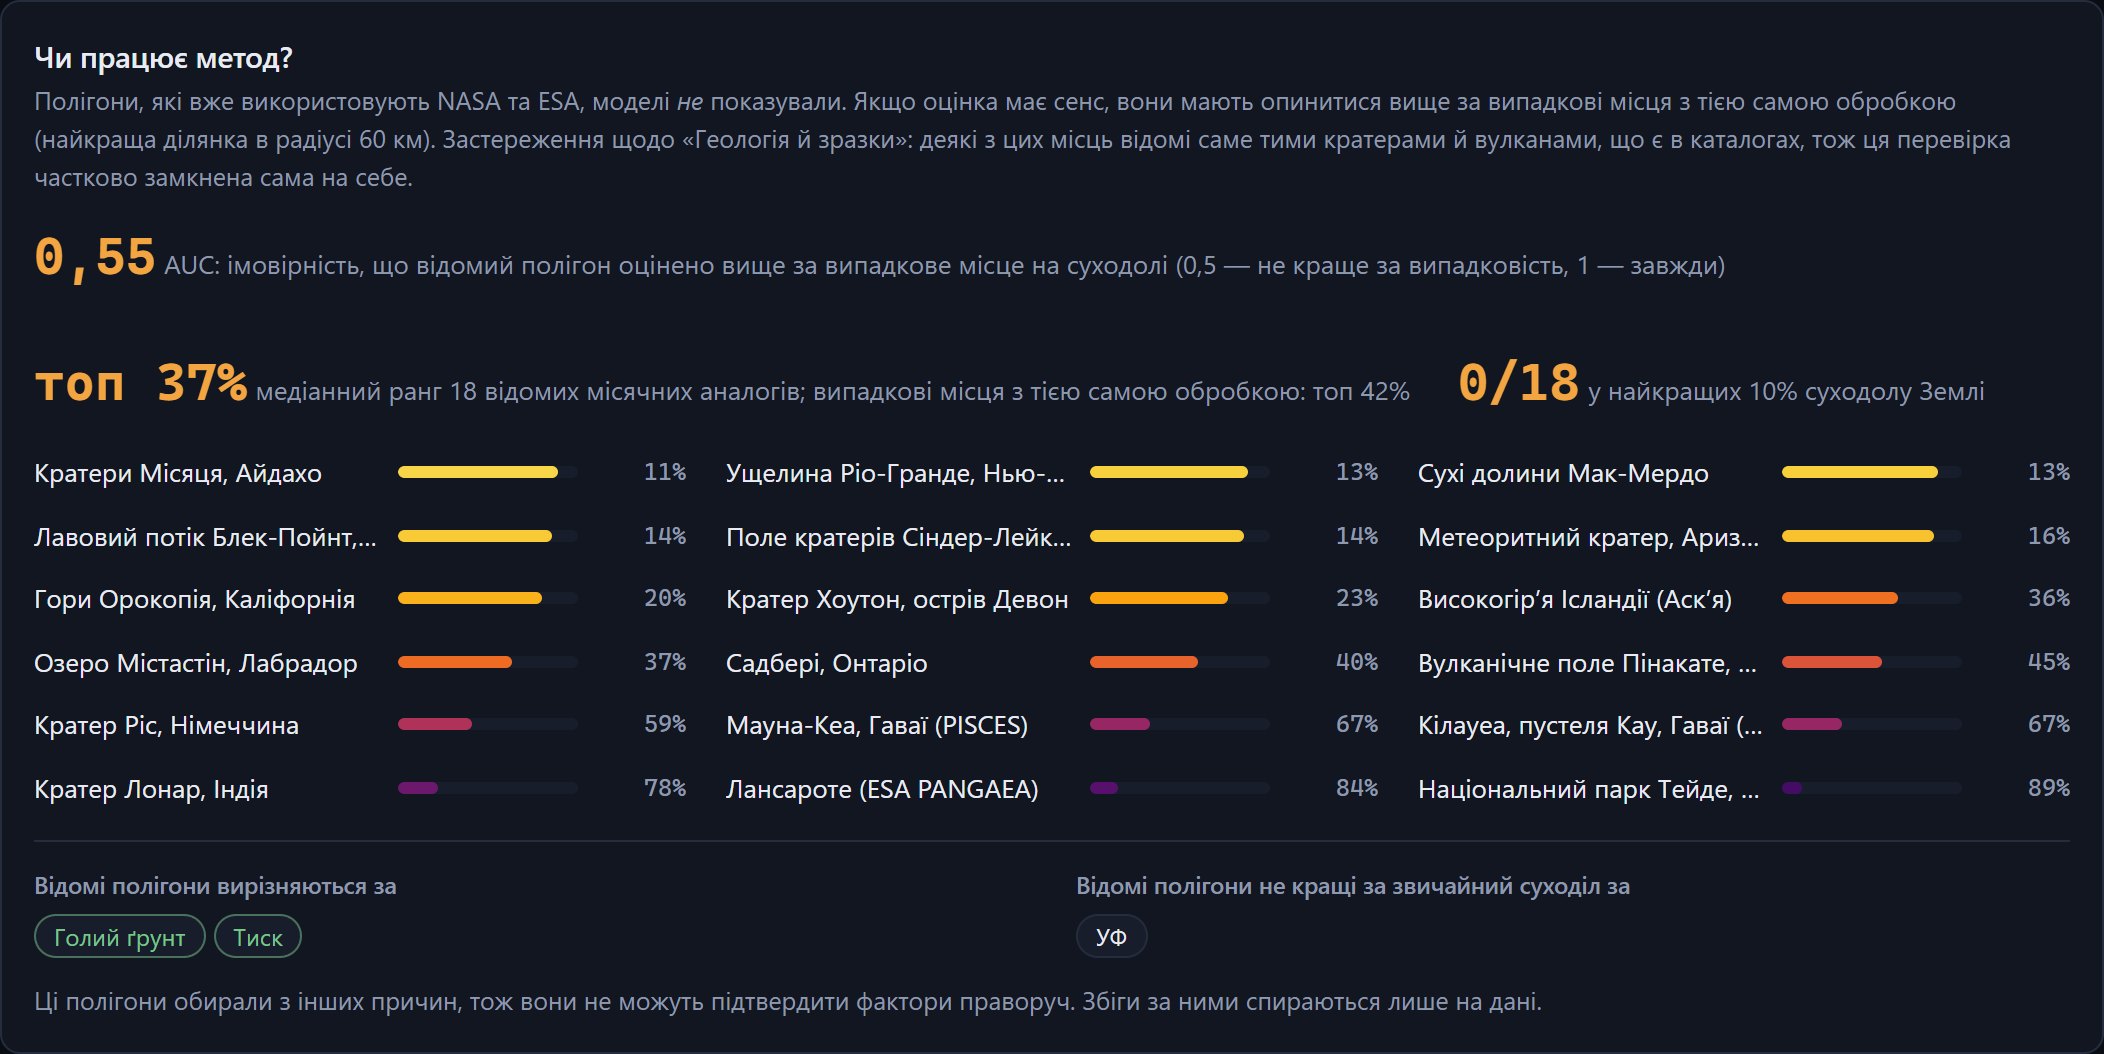 Чи працює метод?
Полігони, які вже використовують NASA та ESA, моделі не показували. Якщо оцінка має сенс, вони мають опинитися вище за випадкові місця з тією самою обробкою
(найкраща ділянка в радіусі 60 км). Застереження щодо «Геологія й зразки»: деякі з цих місць відомі саме тими кратерами й вулканами, що є в каталогах, тож ця перевірка
частково замкнена сама на себе.
0,55 AUC: імовірність, що відомий полігон оцінено вище за випадкове місце на суходолі (0,5 — не краще за випадковість, 1 — завжди)
топ 37% медіанний ранг 18 відомих місячних аналогів; випадкові місця з тією самою обробкою: топ 42% 0/18 у найкращих 10% суходолу Землі
Кратери Місяця, Айдахо 11% Ущелина Ріо-Гранде, Нью-... 13% Сухі долини Мак-Мердо 13%
Лавовий потік Блек-Пойнт,... 14% Поле кратерів Сіндер-Лейк... 14% Метеоритний кратер, Ариз... 16%
Гори Орокопія, Каліфорнія 20% Кратер Хоутон, острів Девон 23% Високогір’я Ісландії (Аск’я) 36%
Озеро Містастін, Лабрадор 37% Садбері, Онтаріо 40% Вулканічне поле Пінакате, ... 45%
Кратер Ріс, Німеччина 59% Мауна-Кеа, Гаваї (PISCES) 67% Кілауеа, пустеля Кау, Гаваї (... 67%
Кратер Лонар, Індія 78% Лансароте (ESA PANGAEA) 84% Національний парк Тейде, ... 89%
Відомі полігони вирізняються за Відомі полігони не кращі за звичайний суходіл за
Голий ґрунт Тиск УФ
Ці полігони обирали з інших причин, тож вони не можуть підтвердити фактори праворуч. Збіги за ними спираються лише на дані.